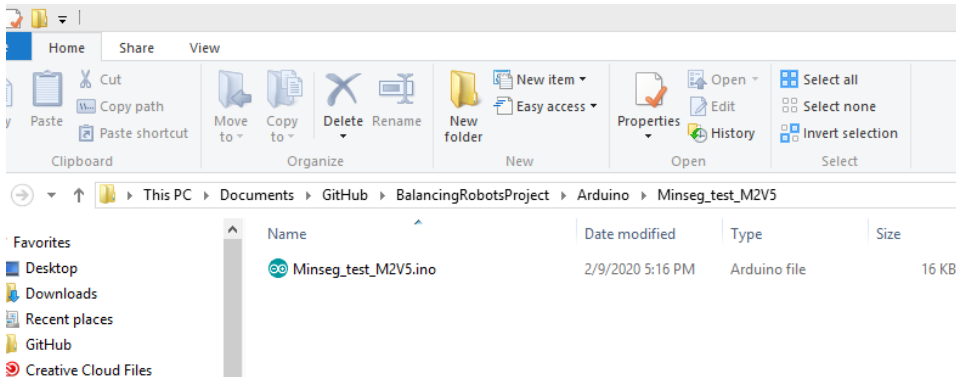 Home Share View
Cut
Copy path
Paste shortcut
Paste
Move to
Copy to
Delete Rename
New folder
New item
Easy access
Properties
Open
Edit
History
Select all
Select none
Invert selection
Clipboard Organize New Open Select
This PC Documents GitHub BalancingRobotsProject Arduino Minseg_test_M2V5
Name Date modified Type Size
Minseg_test_M2V5.ino 2/9/2020 5:16 PM Arduino file 16 KB
Favorites
Desktop
Downloads
Recent places
GitHub
Creative Cloud Files